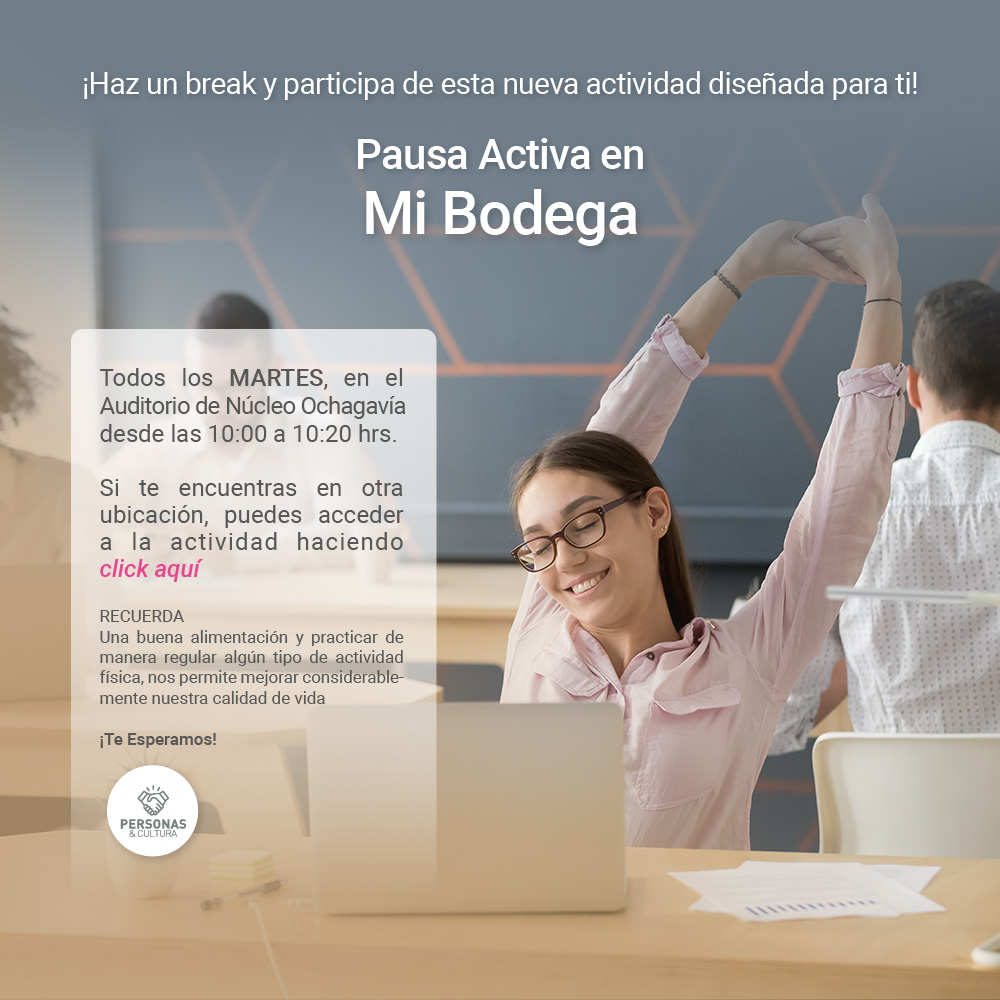 ¡Haz un break y participa de esta nueva actividad diseñada para ti!
Pausa Activa en
Mi Bodega
Todos los MARTES, en el
Auditorio de Núcleo Ochagavía
desde las 10:00 a 10:20 hrs.
Si te encuentras en otra
ubicación, puedes acceder
a la actividad haciendo
click aquí
RECUERDA
Una buena alimentación y practicar de
manera regular algún tipo de actividad
física, nos permite mejorar considerable-
mente nuestra calidad de vida
¡Te Esperamos!
PERSONAS
& CULTURA